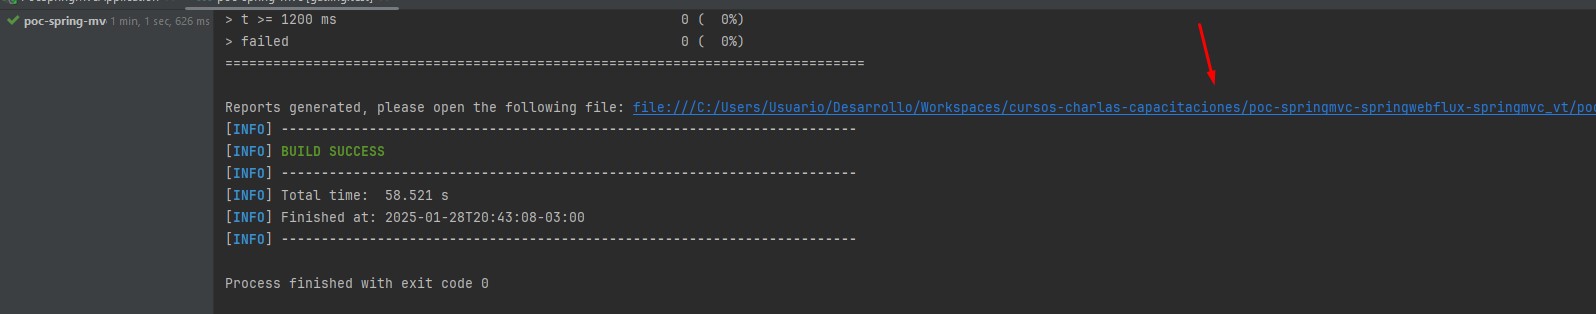 poc-spring-mv 1 min, 1 sec, 626 ms
> t >= 1200 ms 0 ( 0%)
> failed 0 ( 0%)
================================================================================
Reports generated, please open the following file: file:///C:/Users/Usuario/Desarrollo/Workspaces/cursos-charlas-capacitaciones/poc-springmvc-springwebflux-springmvc_vt/poc
[INFO] ------------------------------------------------------------------------
[INFO] BUILD SUCCESS
[INFO] ------------------------------------------------------------------------
[INFO] Total time:  58.521 s
[INFO] Finished at: 2025-01-28T20:43:08-03:00
[INFO] ------------------------------------------------------------------------
Process finished with exit code 0